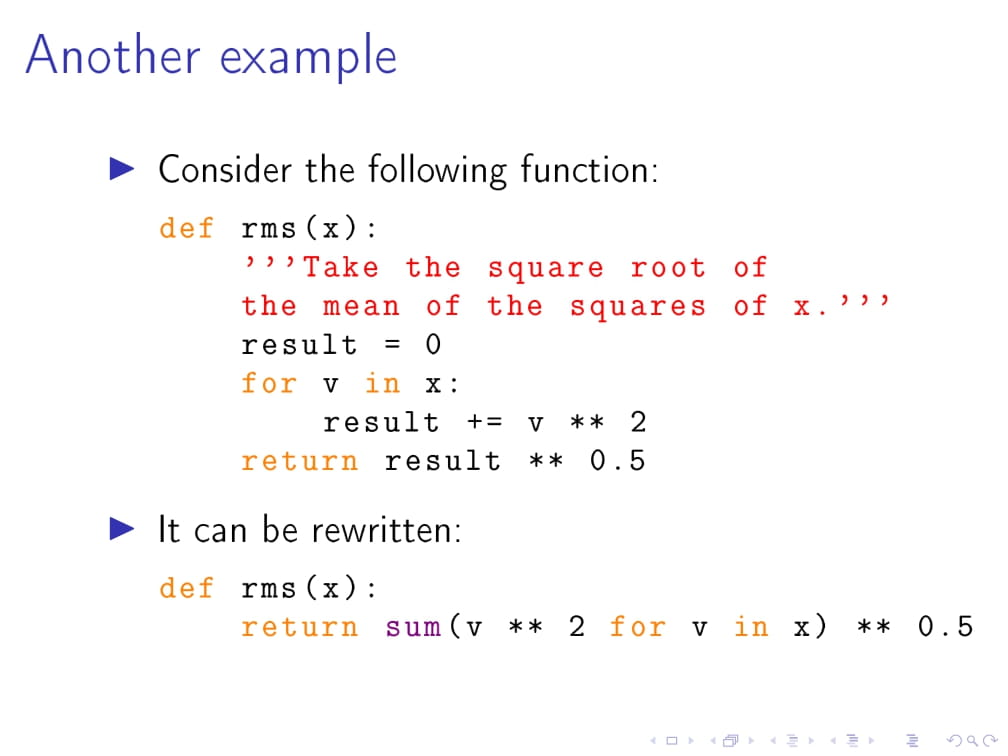 Another example
Consider the following function:
def rms(x):
    ’’’Take the square root of
    the mean of the squares of x.’’’
    result = 0
    for v in x:
        result += v ** 2
    return result ** 0.5
It can be rewritten:
def rms(x):
    return sum(v ** 2 for v in x) ** 0.5